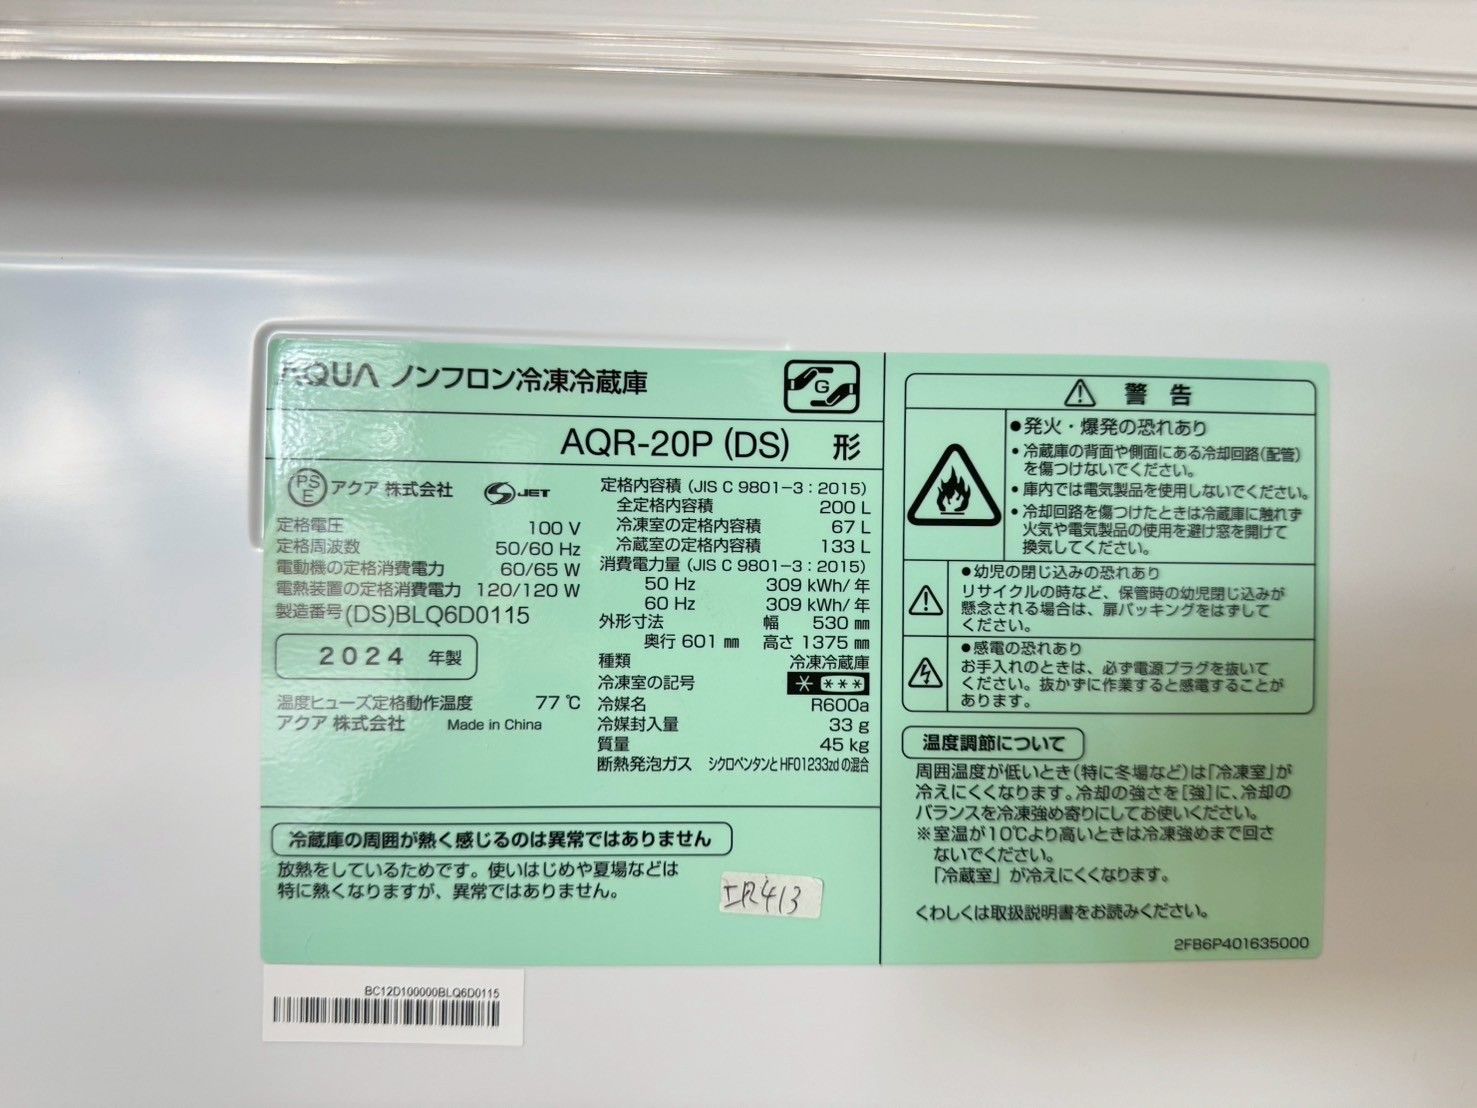 AQUA ノンフロン冷凍冷蔵庫
G
AQR-20P (DS) 形
PS E アクア 株式会社 S JET
定格電圧 100 V
定格周波数 50/60 Hz
電動機の定格消費電力 60/65 W
電熱装置の定格消費電力 120/120 W
製造番号 (DS)BLQ6D0115
2024 年製
温度ヒューズ定格動作温度 77 ℃
アクア 株式会社 Made in China
定格内容積 (JIS C 9801-3 : 2015)
全定格内容積 200 L
冷凍室の定格内容積 67 L
冷蔵室の定格内容積 133 L
消費電力量 (JIS C 9801-3 : 2015)
50 Hz 309 kWh/年
60 Hz 309 kWh/年
外形寸法 幅 530 ㎜
奥行 601 ㎜ 高さ 1375 ㎜
種類 冷凍冷蔵庫
冷凍室の記号 ****
冷媒名 R600a
冷媒封入量 33 g
質量 45 kg
断熱発泡ガス シクロペンタンとHFO1233zdの混合
冷蔵庫の周囲が熱く感じるのは異常ではありません
放熱をしているためです。使いはじめや夏場などは
特に熱くなりますが、異常ではありません。
IR413
BC12D100000BLQ6D0115
警告
●発火・爆発の恐れあり
・冷蔵庫の背面や側面にある冷却回路(配管)
を傷つけないでください。
・庫内では電気製品を使用しないでください。
・冷却回路を傷つけたときは冷蔵庫に触れず
火気や電気製品の使用を避け窓を開けて
換気してください。
●幼児の閉じ込みの恐れあり
リサイクルの時など、保管時の幼児閉じ込みが
懸念される場合は、扉パッキングをはずして
ください。
●感電の恐れあり
お手入れのときは、必ず電源プラグを抜いて
ください。抜かずに作業すると感電することが
あります。
温度調節について
周囲温度が低いとき(特に冬場など)は「冷凍室」が
冷えにくくなります。冷却の強さを[強]に、冷却の
バランスを冷凍強め寄りにしてお使いください。
※室温が10℃より高いときは冷凍強めまで回さ
ないでください。
「冷蔵室」が冷えにくくなります。
くわしくは取扱説明書をお読みください。
2FB6P401635000